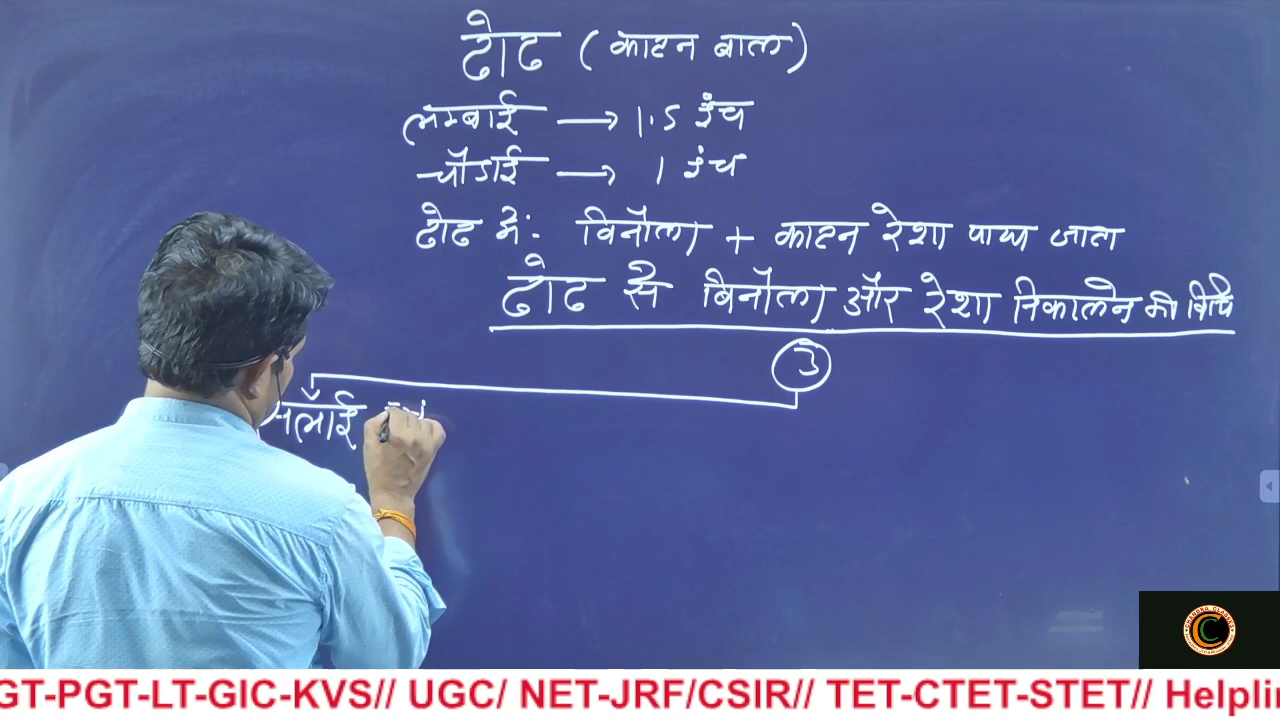 ढोढ (काटन बाल)
लम्बाई → 1.5 इंच
चौडाई → 1 इंच
ढोढ में:- बिनौला + काटन रेशा पाया जाता
ढोढ से बिनौला और रेशा निकालने की विधि
3
सलाई
GT-PGT-LT-GIC-KVS// UGC/ NET-JRF/CSIR// TET-CTET-STET// Helpli